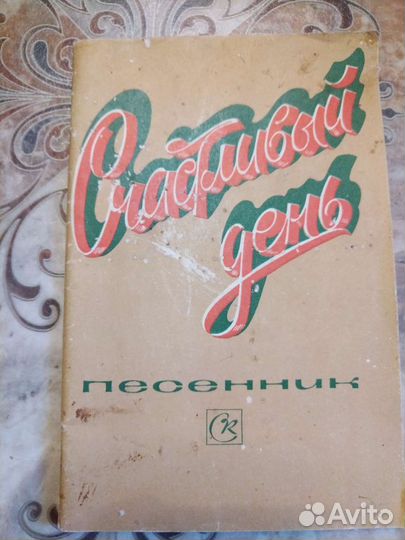 Счастливый
день
песенник
СК
Avito